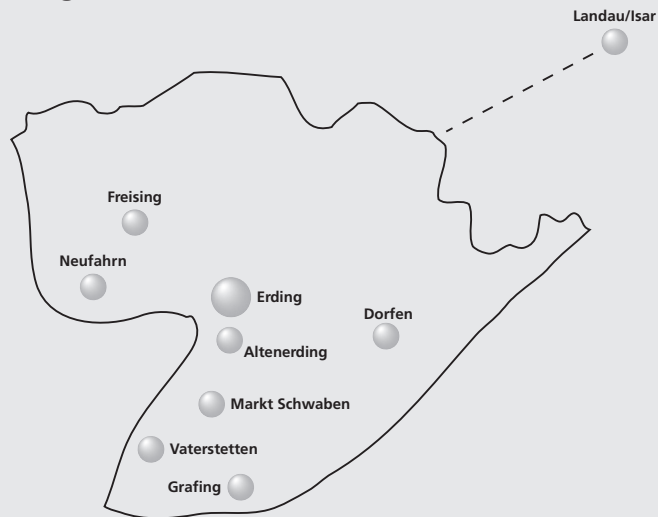 Landau/Isar
Freising
Neufahrn
Erding
Dorfen
Altenerding
Markt Schwaben
Vaterstetten
Grafing